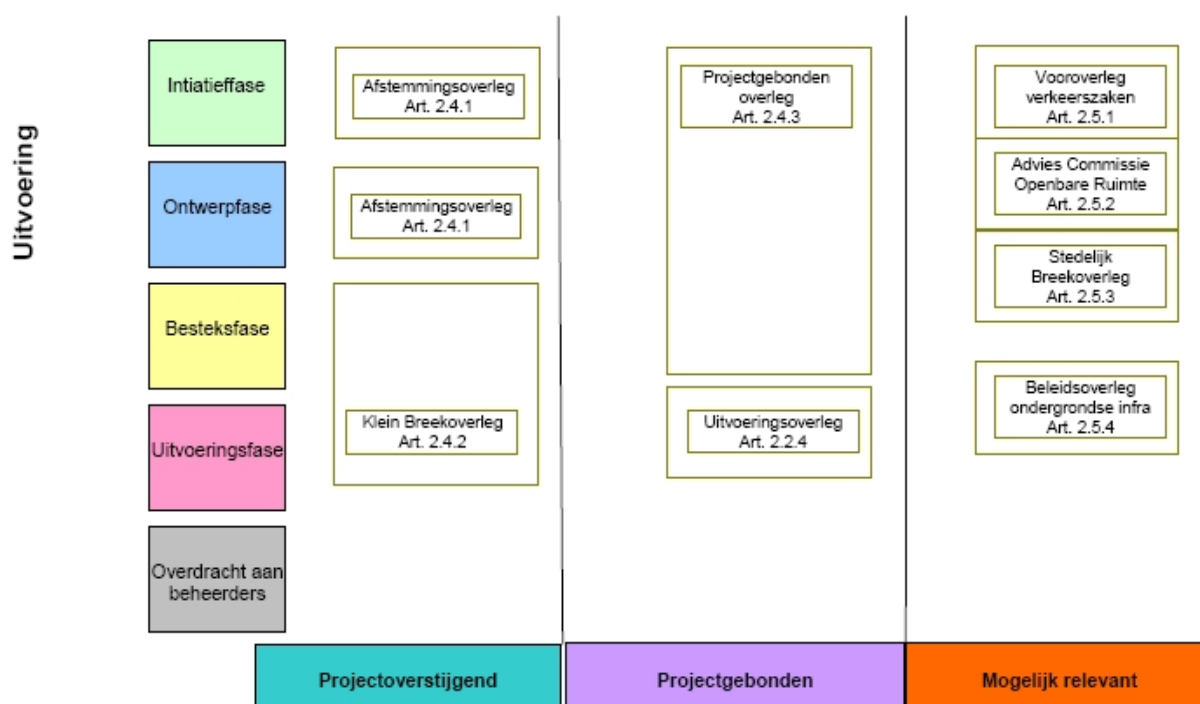 Uitvoering
Intiatieffase
Afstemmingsoverleg
Art. 2.4.1
Projectgebonden
overleg
Art. 2.4.3
Vooroverleg
verkeerszaken
Art. 2.5.1
Ontwerpfase
Afstemmingsoverleg
Art. 2.4.1
Advies Commissie
Openbare Ruimte
Art. 2.5.2
Stedelijk
Breekoverleg
Art. 2.5.3
Besteksfase
Uitvoeringsfase
Klein Breekoverleg
Art. 2.4.2
Uitvoeringsoverleg
Art. 2.2.4
Beleidsoverleg
ondergrondse infra
Art. 2.5.4
Overdracht aan
beheerders
Projectoverstijgend
Projectgebonden
Mogelijk relevant